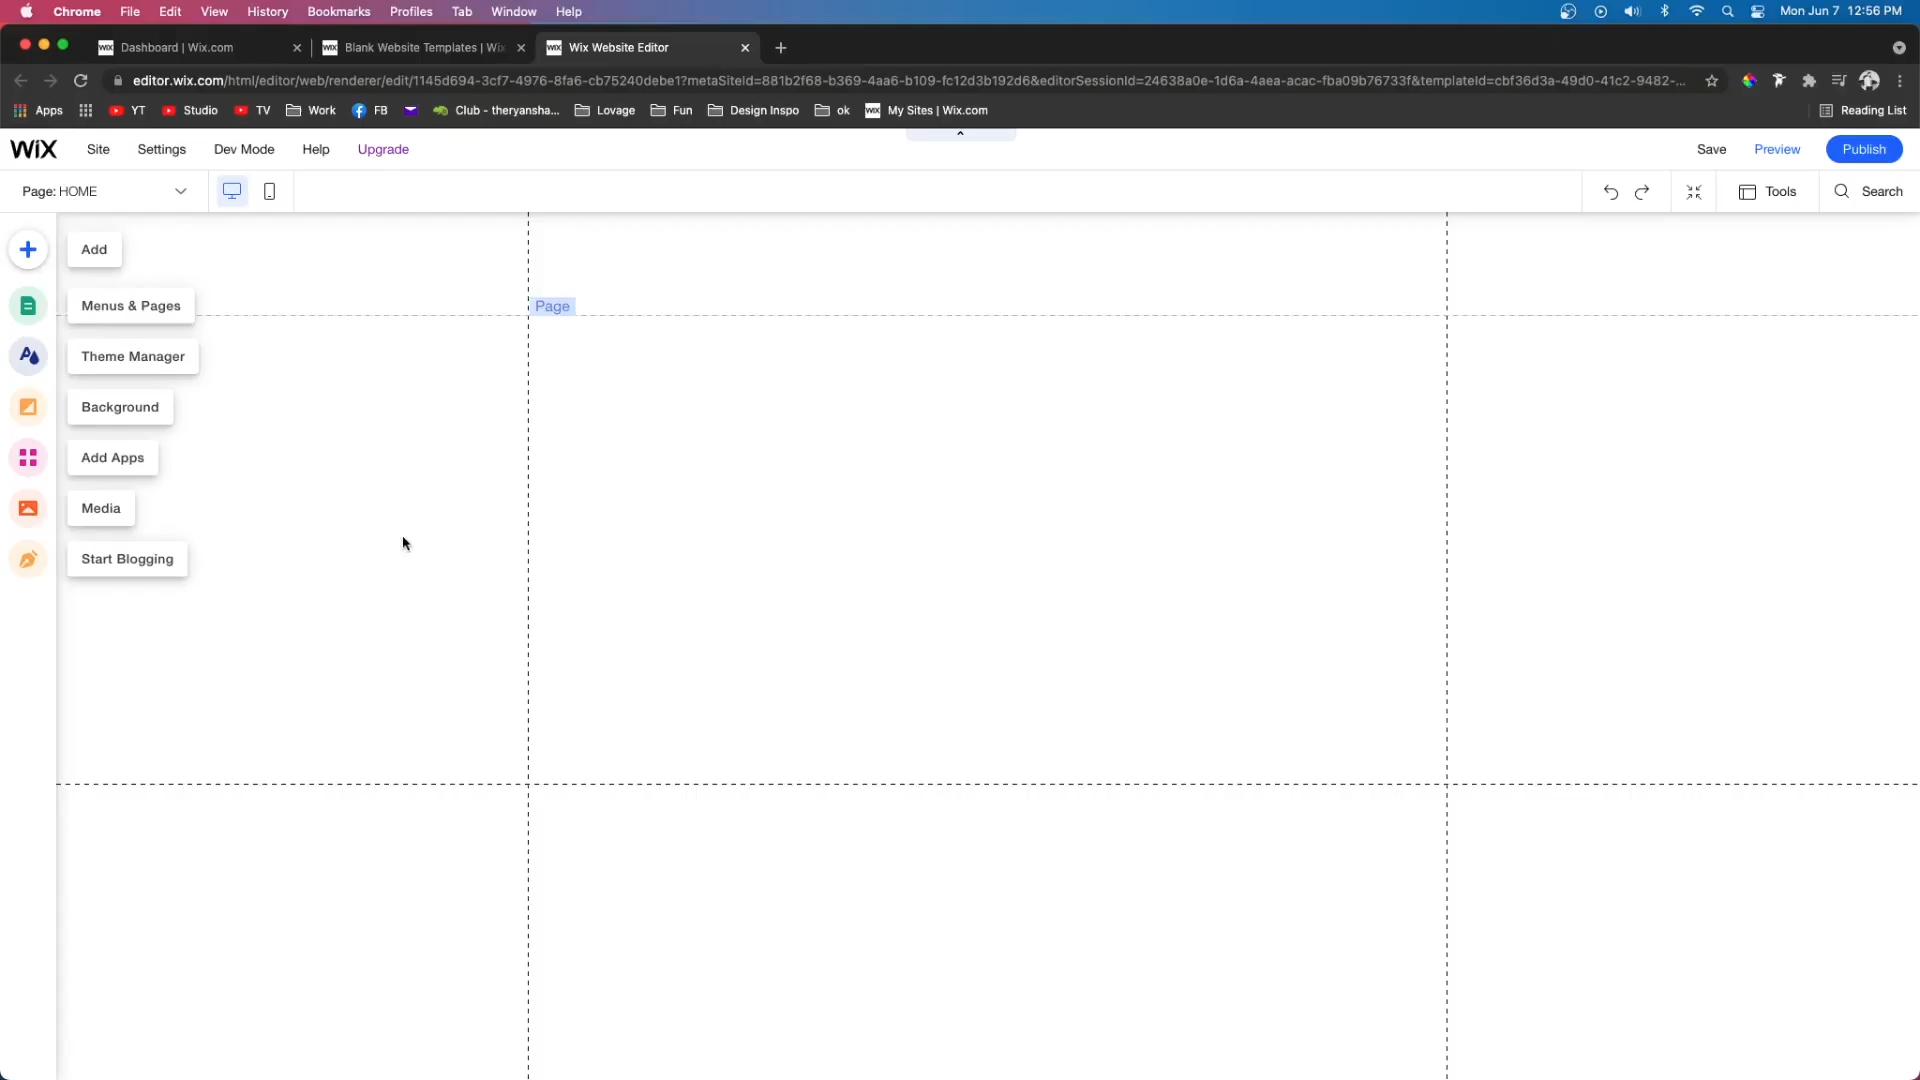 Chrome File Edit View History Bookmarks Profiles Tab Window Help Mon Jun 7 12:56 PM
WIX Dashboard | Wix.com WIX Blank Website Templates | Wix WIX Wix Website Editor
editor.wix.com/html/editor/web/renderer/edit/1145d694-3cf7-4976-8fa6-cb75240debe1?metaSiteId=881b2f68-b369-4aa6-b109-fc12d3b192d6&editorSessionId=24638a0e-1d6a-4aea-acac-fba09b76733f&templateId=cbf36d3a-49d0-41c2-9482-...
Apps YT Studio TV Work FB Club - theryansha... Lovage Fun Design Inspo ok WIX My Sites | Wix.com Reading List
WIX Site Settings Dev Mode Help Upgrade Save Preview Publish
Page: HOME Tools Search
Add
Menus & Pages
Page
Theme Manager
Background
Add Apps
Media
Start Blogging